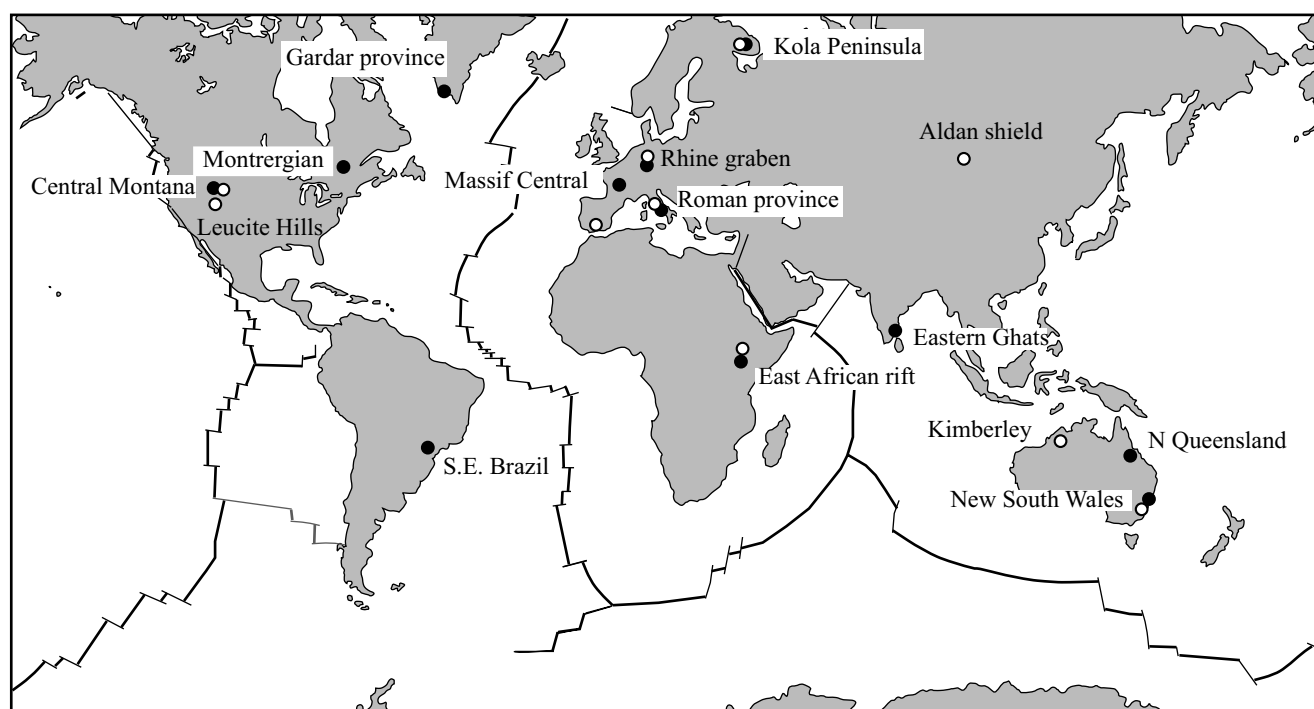 Gardar province
Kola Peninsula
Aldan shield
Montrergian
Rhine graben
Central Montana
Massif Central
Roman province
Leucite Hills
Eastern Ghats
East African rift
Kimberley
N Queensland
S.E. Brazil
New South Wales